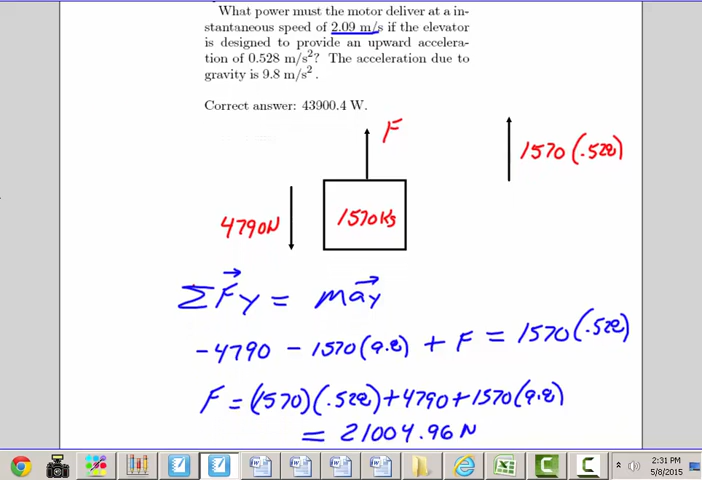 What power must the motor deliver at a in-
stantaneous speed of 2.09 m/s if the elevator
is designed to provide an upward accelera-
tion of 0.528 m/s²? The acceleration due to
gravity is 9.8 m/s² .
Correct answer: 43900.4 W.
F
1570(.528)
4790N
1570Kg
ΣF⃗y = ma⃗y
-4790 - 1570(9.8) + F = 1570(.528)
F = (1570)(.528)+4790+1570(9.8)
= 21004.96 N
2:31 PM
5/8/2015